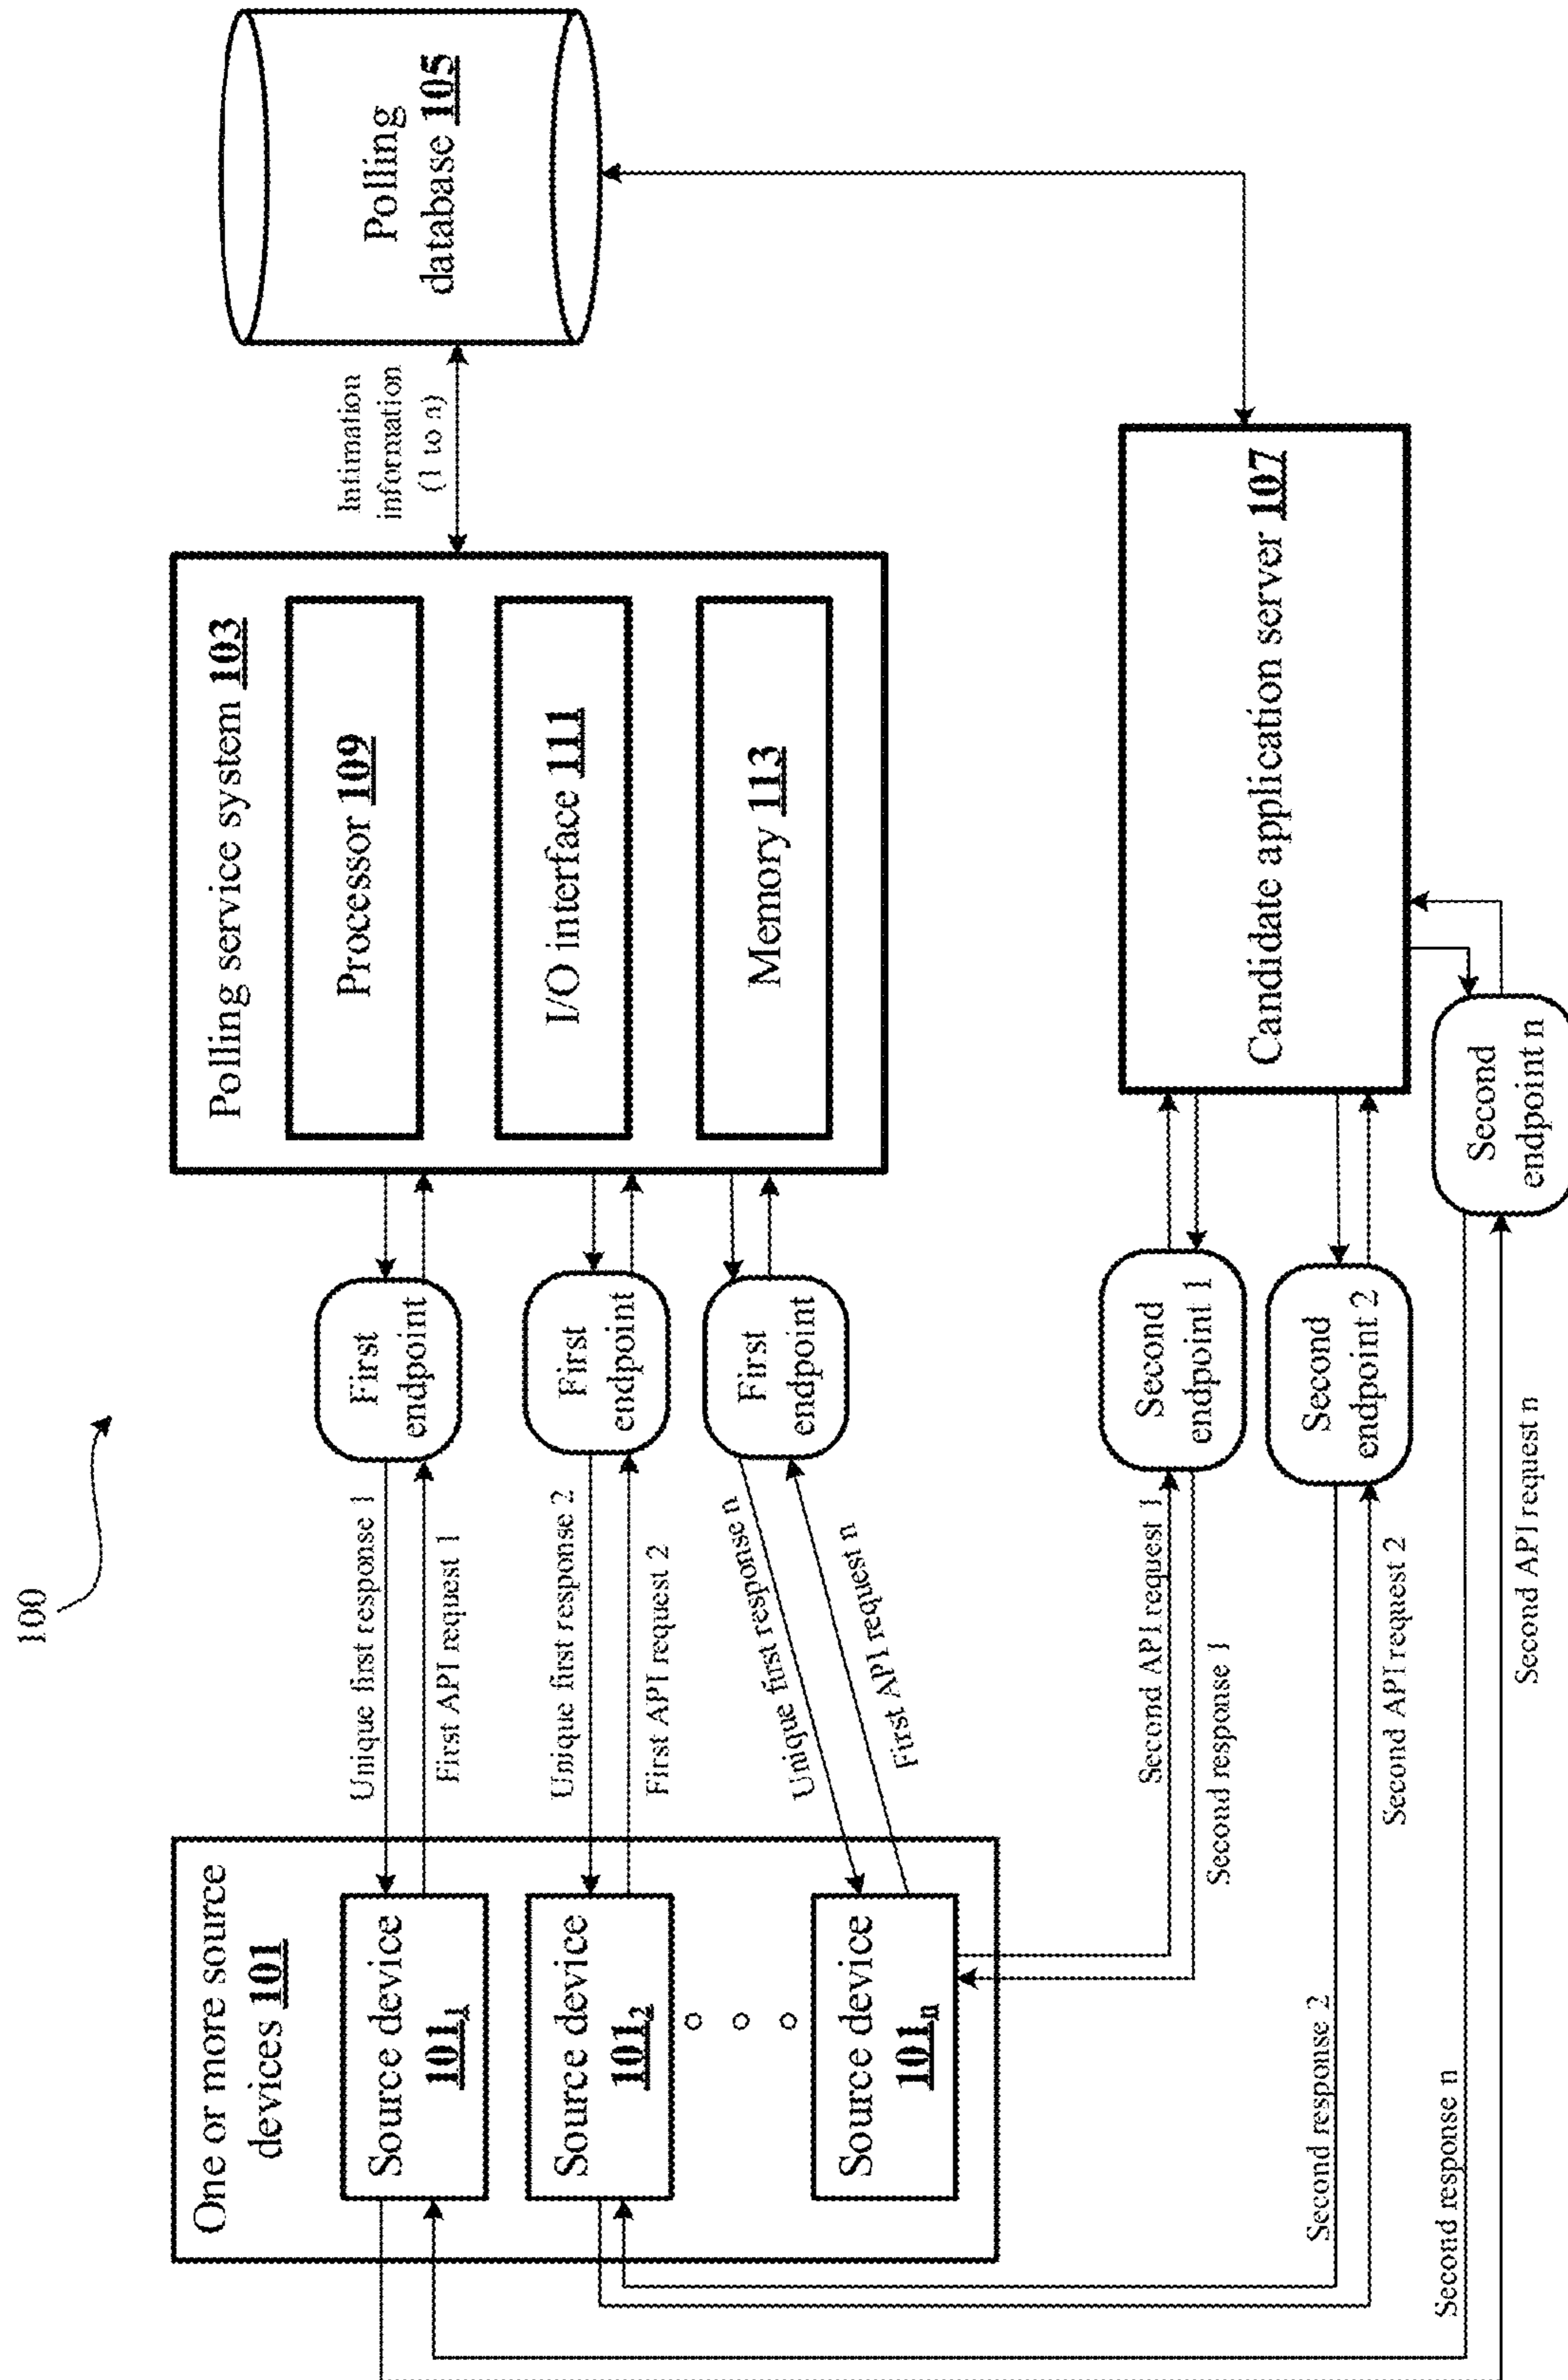 100
One or more source
devices 101
Source device
101₁
Source device
101₂
Source device
101ₙ
Unique first response 1
First API request 1
Unique first response 2
First API request 2
Unique first response n
First API request n
First
endpoint
First
endpoint
First
endpoint
Polling service system 103
Processor 109
I/O interface 111
Memory 113
Intimation
information
(1 to n)
Polling
database 105
Second API request 1
Second response 1
Second response 2
Second API request 2
Second response n
Second API request n
Second
endpoint 1
Second
endpoint 2
Second
endpoint n
Candidate application server 107